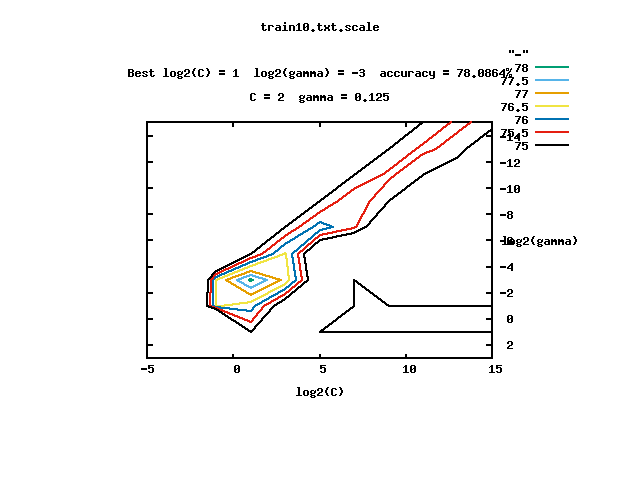 train10.txt.scale
"-"
Best log2(C) = 1 log2(gamma) = -3 accuracy = 78.0864%
78
77.5
77
C = 2 gamma = 0.125
76.5
76
75.5
75
-14
-12
-10
-8
-6
log2(gamma)
-4
-2
0
2
-5 0 5 10 15
log2(C)